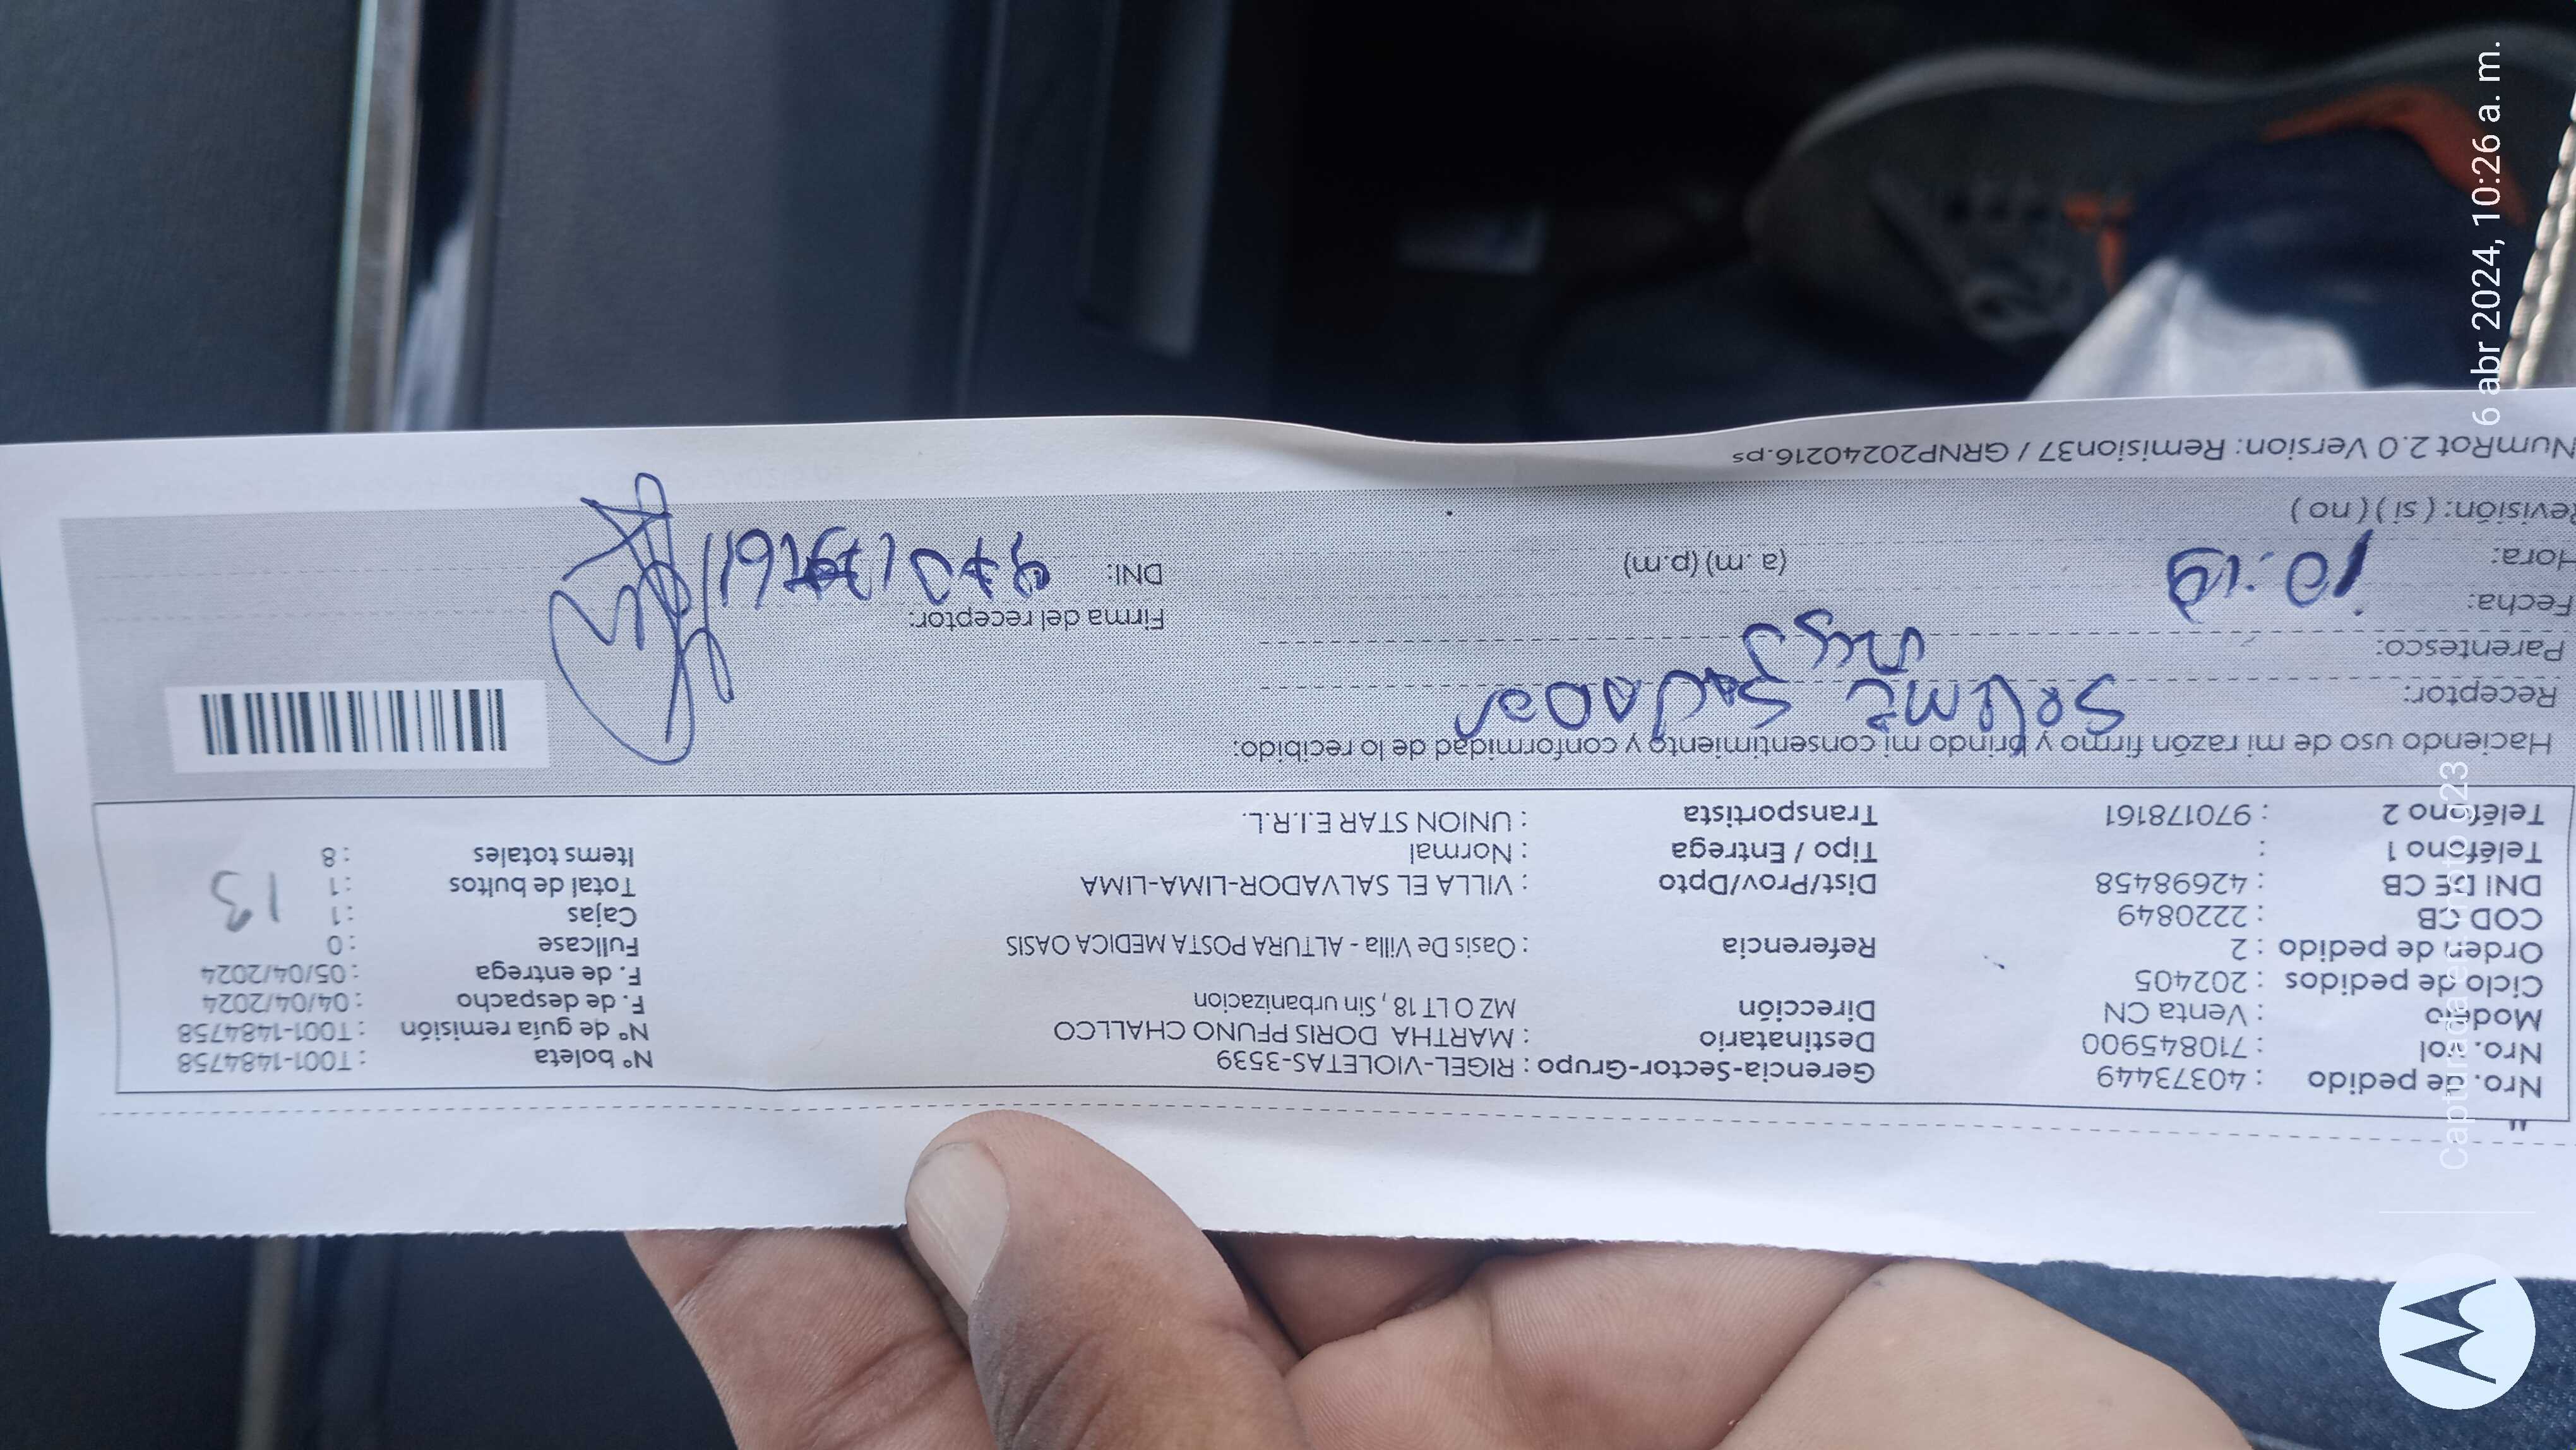 Nro. de pedido : 40373449 Gerencia-Sector-Grupo : RIGEL-VIOLETAS-3539 N° boleta : T001-1484758
Nro. rol : 710845900 Destinatario : MARTHA DORIS PFUNO CHALLCO N° de guía remisión : T001-1484758
Modelo : Venta CN Dirección MZ O LT 18 , Sin urbanizacion F. de despacho : 04/04/2024
Ciclo de pedidos : 202405 F. de entrega : 05/04/2024
Orden de pedido : 2 Referencia : Oasis De Villa - ALTURA POSTA MEDICA OASIS Fullcase : 0
COD CB : 2220849 Cajas : 1
DNI DE CB : 42698458 Dist/Prov/Dpto : VILLA EL SALVADOR-LIMA-LIMA Total de bultos : 1 13
Teléfono 1 : Tipo / Entrega : Normal Items totales : 8
Teléfono 2 : 970178161 Transportista : UNION STAR E.I.R.L.
Haciendo uso de mi razón firmo y brindo mi consentimiento y conformidad de lo recibido:
Receptor:
Parentesco:
Fecha: Firma del receptor:
Hora: 10:19 (a. m) (p.m) DNI:
Revisión: ( si ) ( no )
NumRot 2.0 Version: Remision37 / GRNP20240216.ps
6 abr 2024, 10:26 a. m.